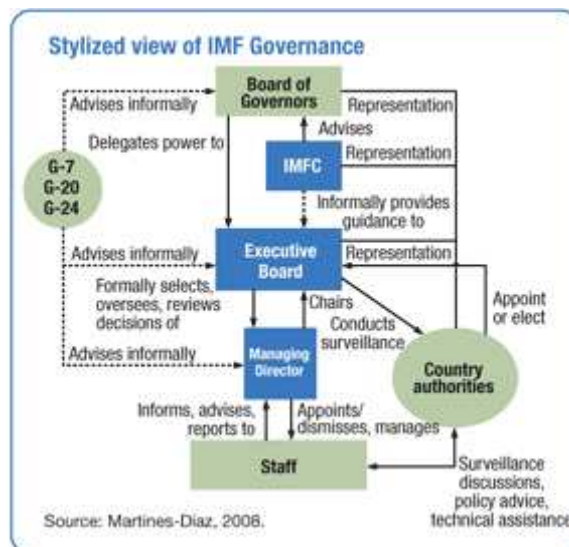 Stylized view of IMF Governance
Board of
Governors
Advises informally
Representation
Delegates power to
Advises
IMFC
Representation
G-7
G-20
G-24
Informally provides
guidance to
Advises informally
Executive
Board
Representation
Formally selects,
oversees, reviews
decisions of
Chairs
Appoint
or elect
Conducts
surveillance
Advises informally
Managing
Director
Country
authorities
Informs, advises,
reports to
Appoints/
dismisses, manages
Staff
Surveillance
discussions,
policy advice,
technical assistance
Source: Martines-Diaz, 2008.